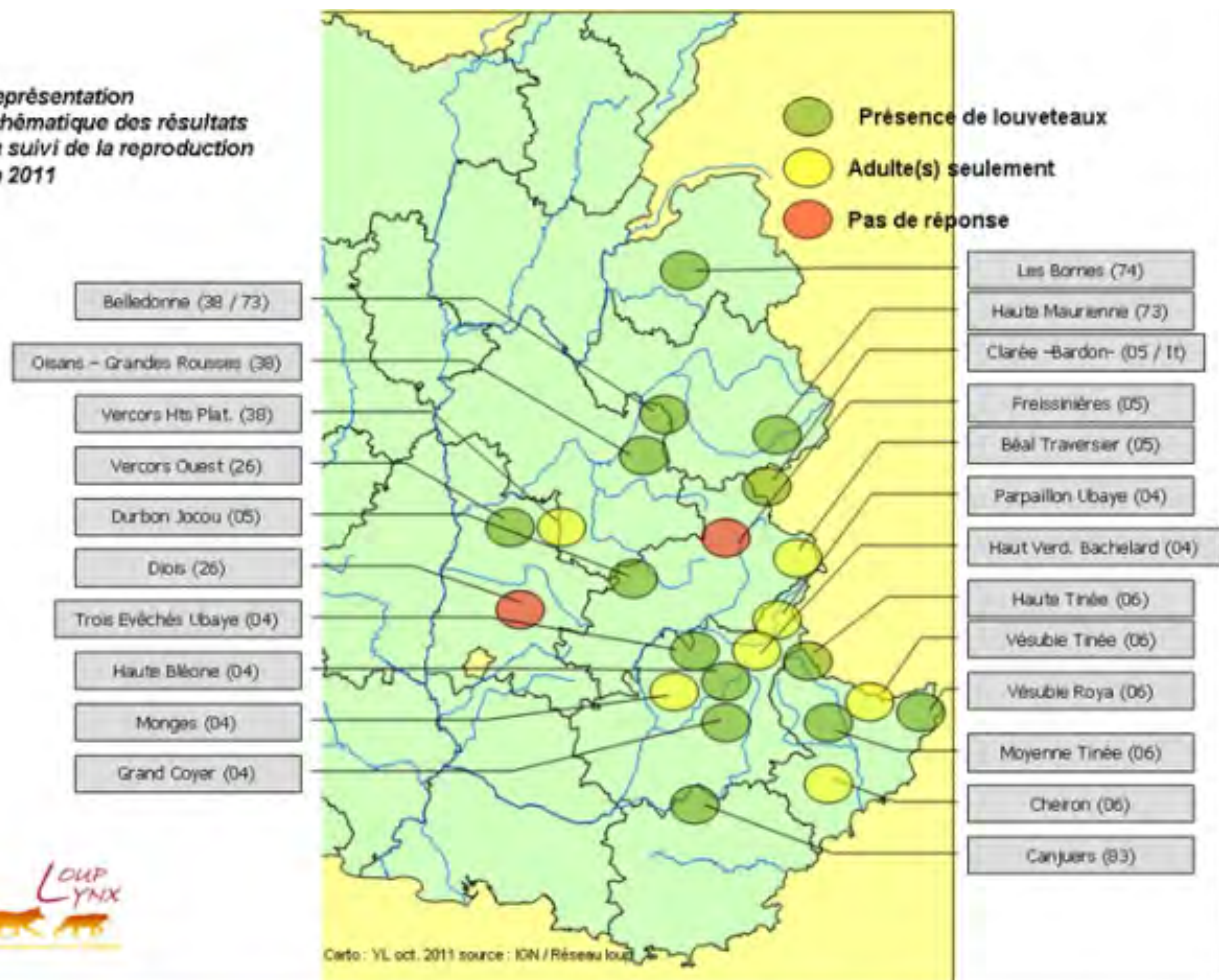 eprésentation
hématique des résultats
suivi de la reproduction
2011
Présence de louveteaux
Adulte(s) seulement
Pas de réponse
Belledonne (38 / 73)
Oisans - Grandes Rousses (38)
Vercors Hts Plat. (38)
Vercors Ouest (26)
Durbon Jocou (05)
Diois (26)
Trois Evêchés Ubaye (04)
Haute Bléone (04)
Monges (04)
Grand Coyer (04)
Les Bornes (74)
Haute Maurienne (73)
Clarée -Bardon- (05 / It)
Freissinières (05)
Béal Traversier (05)
Parpaillon Ubaye (04)
Haut Verd. Bachelard (04)
Haute Tinée (06)
Vésubie Tinée (06)
Vésubie Roya (06)
Moyenne Tinée (06)
Cheiron (06)
Canjuers (83)
LOUP
LYNX
Carto : YL oct. 2011 source : IGN / Réseau loup